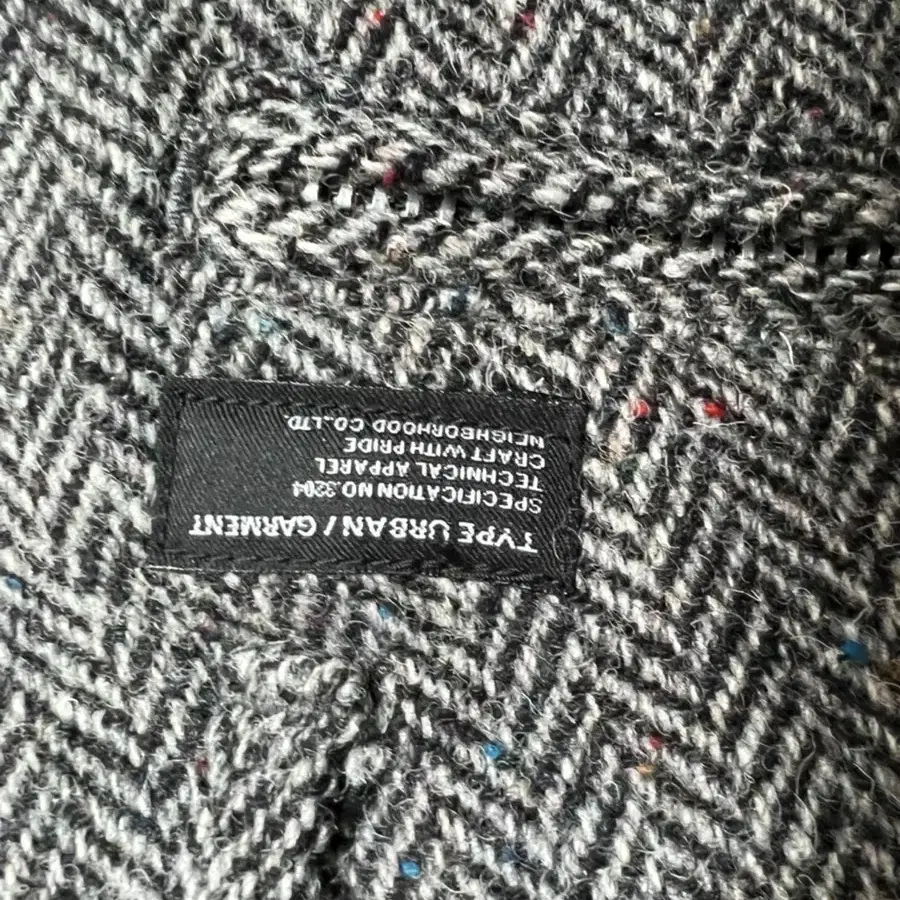 TYPE URBAN / GARMENT
SPECIFICATION NO.3204
TECHNICAL APPAREL
CRAFT WITH PRIDE
NEIGHBORHOOD CO.,LTD.